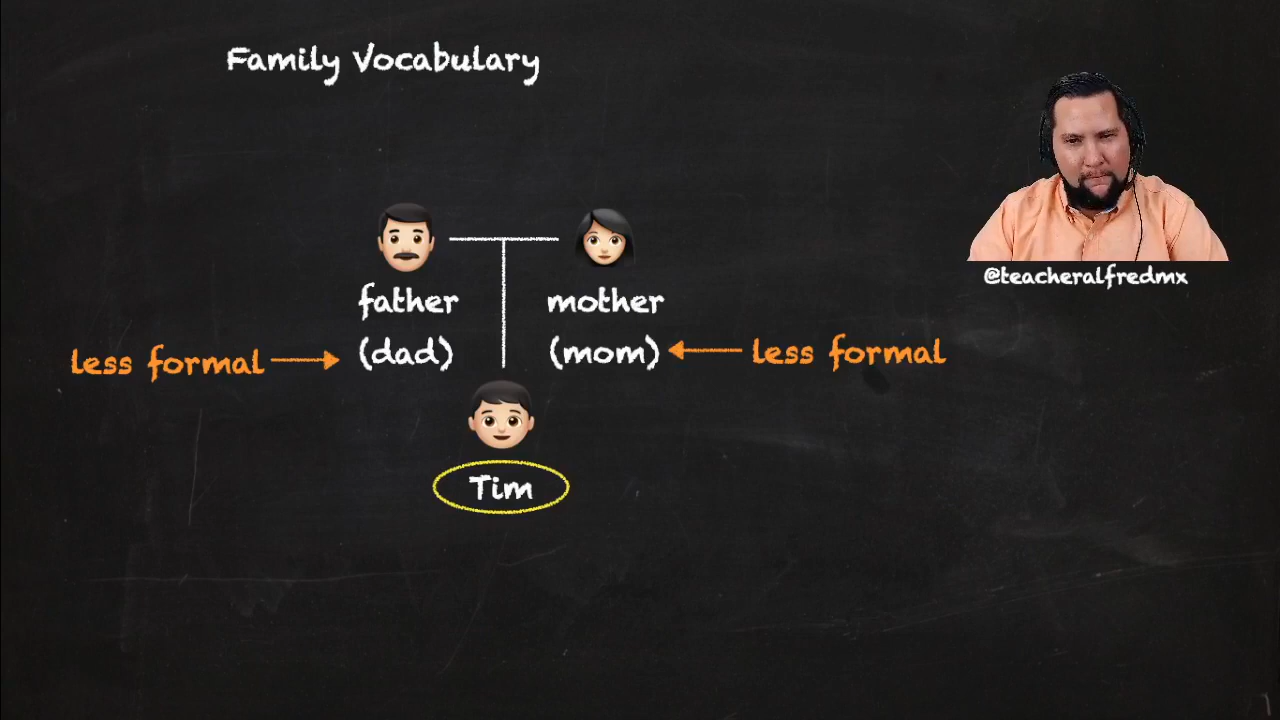 Family Vocabulary
@teacheralfredmx
father
mother
less formal
(dad)
(mom)
less formal
Tim